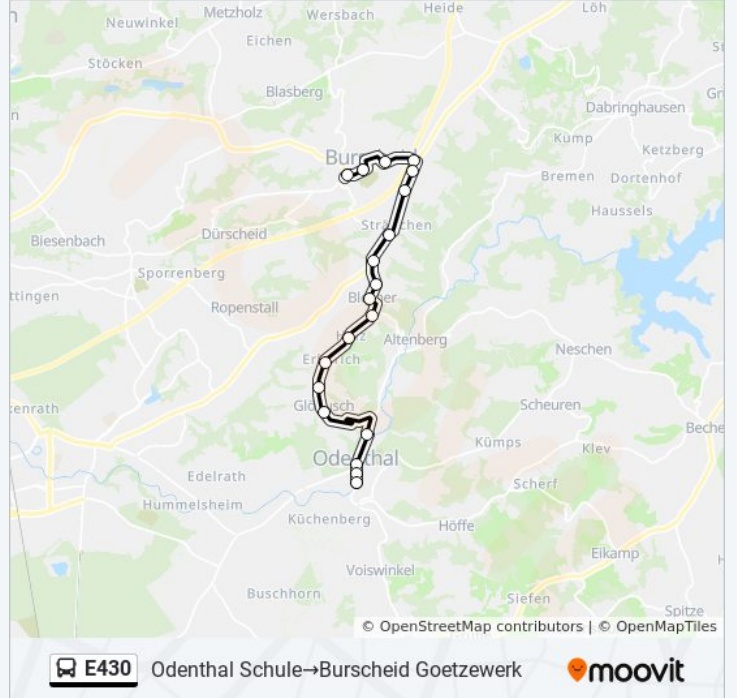 Metzholz
Wersbach
Heide
Löh
Neuwinkel
Eichen
Stöcken
Blasberg
Dabringhausen
Kump
Ketzberg
Bremen
Dortenhof
Haussels
Dürscheid
Biesenbach
Sporrenberg
Ropenstall
Altenberg
Neschen
Scheuren
Kümps
Klev
Odenthal
Edelrath
Scherf
Hummelsheim
Küchenberg
Höffe
Eikamp
Voiswinkel
Buschhorn
Siefen
Spitze
© OpenStreetMap contributors | © OpenMapTiles
E430 Odenthal Schule→Burscheid Goetzewerk moovit